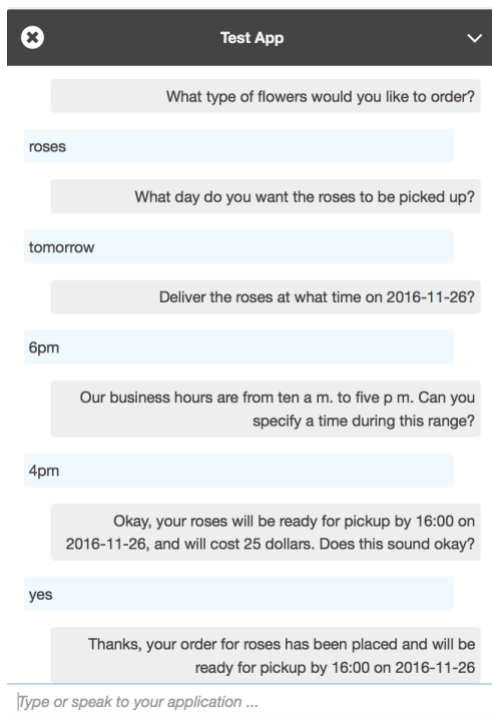 Test App
What type of flowers would you like to order?
roses
What day do you want the roses to be picked up?
tomorrow
Deliver the roses at what time on 2016-11-26?
6pm
Our business hours are from ten a m. to five p m. Can you
specify a time during this range?
4pm
Okay, your roses will be ready for pickup by 16:00 on
2016-11-26, and will cost 25 dollars. Does this sound okay?
yes
Thanks, your order for roses has been placed and will be
ready for pickup by 16:00 on 2016-11-26
Type or speak to your application ...